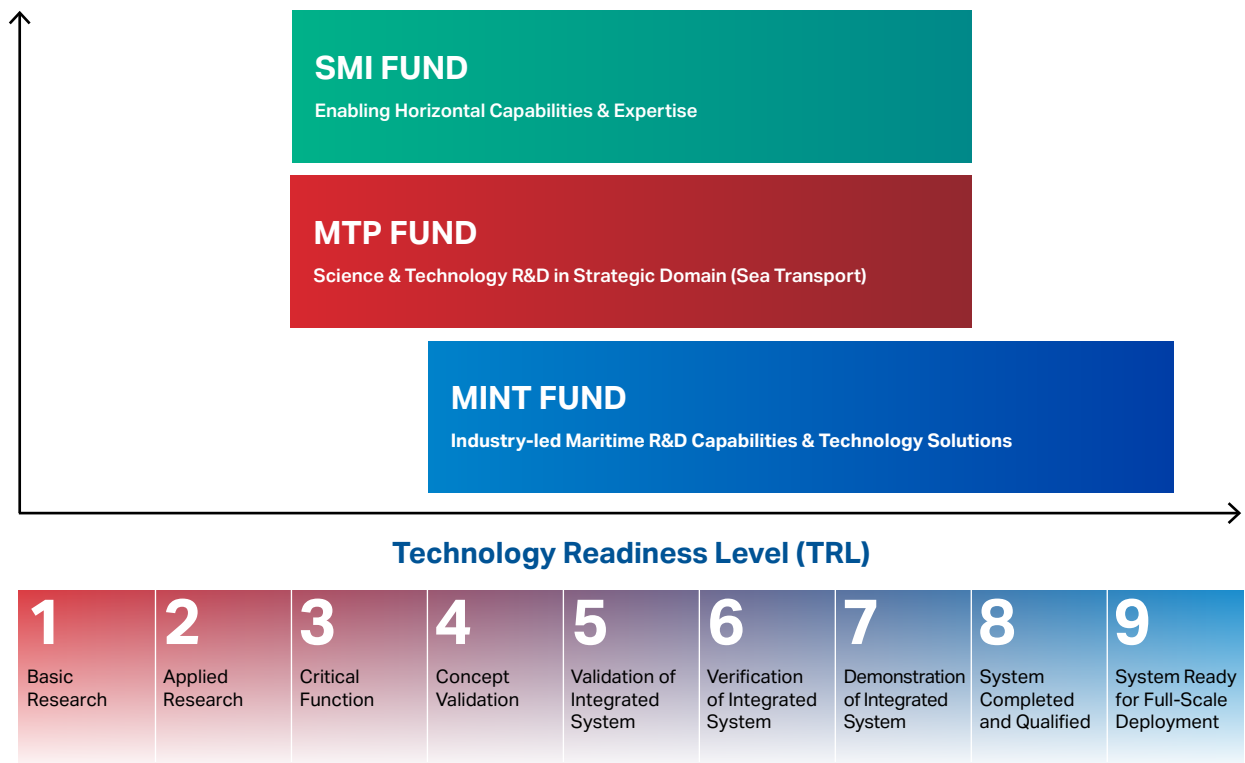 SMI FUND
Enabling Horizontal Capabilities & Expertise
MTP FUND
Science & Technology R&D in Strategic Domain (Sea Transport)
MINT FUND
Industry-led Maritime R&D Capabilities & Technology Solutions
Technology Readiness Level (TRL)
1
Basic
Research
2
Applied
Research
3
Critical
Function
4
Concept
Validation
5
Validation of
Integrated
System
6
Verification
of Integrated
System
7
Demonstration
of Integrated
System
8
System
Completed
and Qualified
9
System Ready
for Full-Scale
Deployment